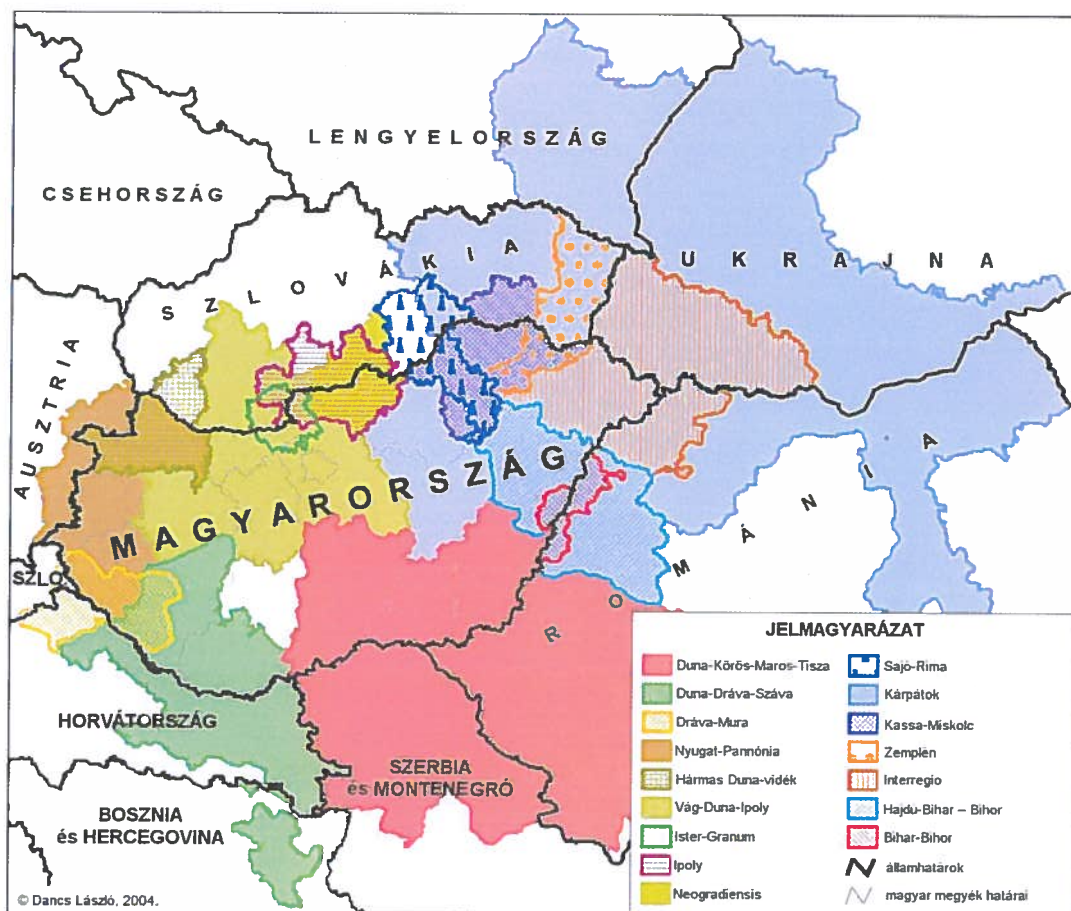 LENGYELORSZÁG
CSEHORSZÁG
SZLOVÁKIA
UKRAJNA
AUSZTRIA
MAGYARORSZÁG
ROMÁNIA
SZLO.
HORVÁTORSZÁG
SZERBIA
és MONTENEGRÓ
BOSZNIA
és HERCEGOVINA
© Dancs László, 2004.
JELMAGYARÁZAT
Duna-Körös-Maros-Tisza
Duna-Dráva-Száva
Dráva-Mura
Nyugat-Pannónia
Hármas Duna-vidék
Vág-Duna-Ipoly
Ister-Granum
Ipoly
Neogradiensis
Sajó-Rima
Kárpátok
Kassa-Miskolc
Zemplén
Interregio
Hajdu-Bihar – Bihor
Bihar-Bihor
államhatárok
magyar megyék határai